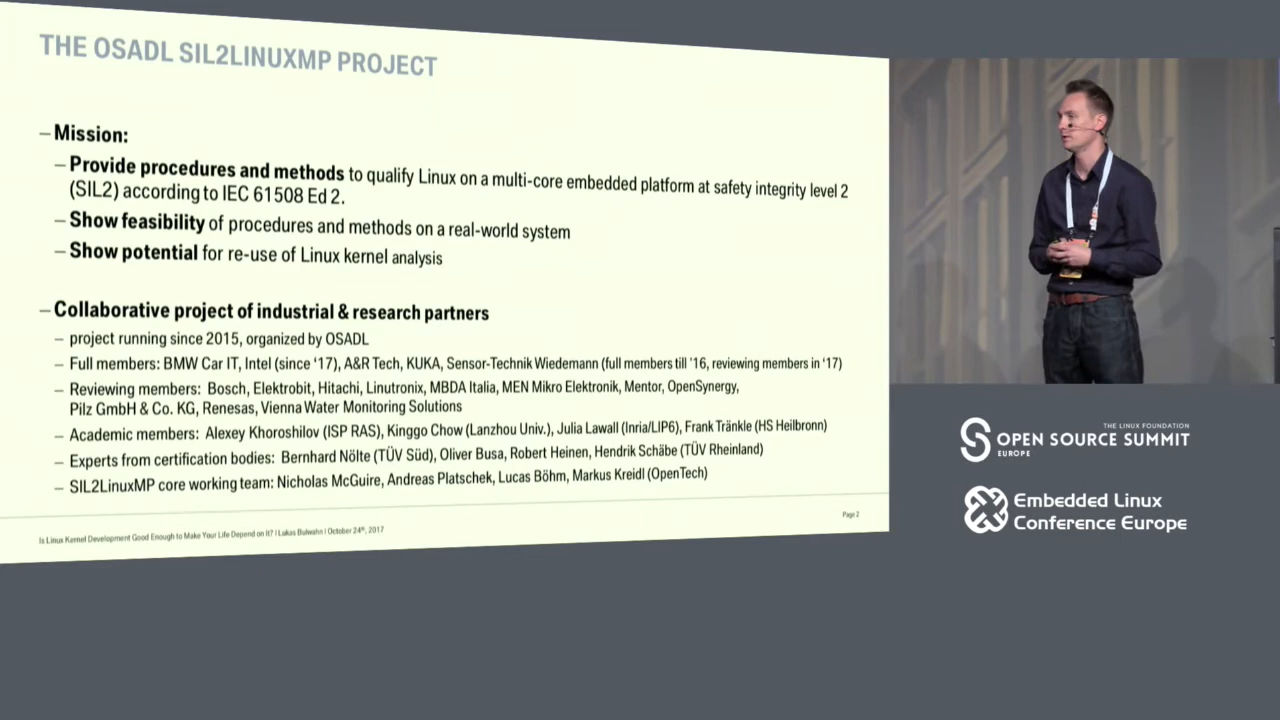 THE OSADL SIL2LINUXMP PROJECT
– Mission:
– Provide procedures and methods to qualify Linux on a multi-core embedded platform at safety integrity level 2
(SIL2) according to IEC 61508 Ed 2.
– Show feasibility of procedures and methods on a real-world system
– Show potential for re-use of Linux kernel analysis
– Collaborative project of industrial & research partners
– project running since 2015, organized by OSADL
– Full members: BMW Car IT, Intel (since ‘17), A&R Tech, KUKA, Sensor-Technik Wiedemann (full members till ’16, reviewing members in ‘17)
– Reviewing members: Bosch, Elektrobit, Hitachi, Linutronix, MBDA Italia, MEN Mikro Elektronik, Mentor, OpenSynergy,
Pilz GmbH & Co. KG, Renesas, Vienna Water Monitoring Solutions
– Academic members: Alexey Khoroshilov (ISP RAS), Kinggo Chow (Lanzhou Univ.), Julia Lawall (Inria/LIP6), Frank Tränkle (HS Heilbronn)
– Experts from certification bodies: Bernhard Nölte (TÜV Süd), Oliver Busa, Robert Heinen, Hendrik Schäbe (TÜV Rheinland)
– SIL2LinuxMP core working team: Nicholas McGuire, Andreas Platschek, Lucas Böhm, Markus Kreidl (OpenTech)
Page 2
Is Linux Kernel Development Good Enough to Make Your Life Depend on It? | Lukas Bulwahn | October 24th, 2017
THE LINUX FOUNDATION
OPEN SOURCE SUMMIT
EUROPE
Embedded Linux
Conference Europe